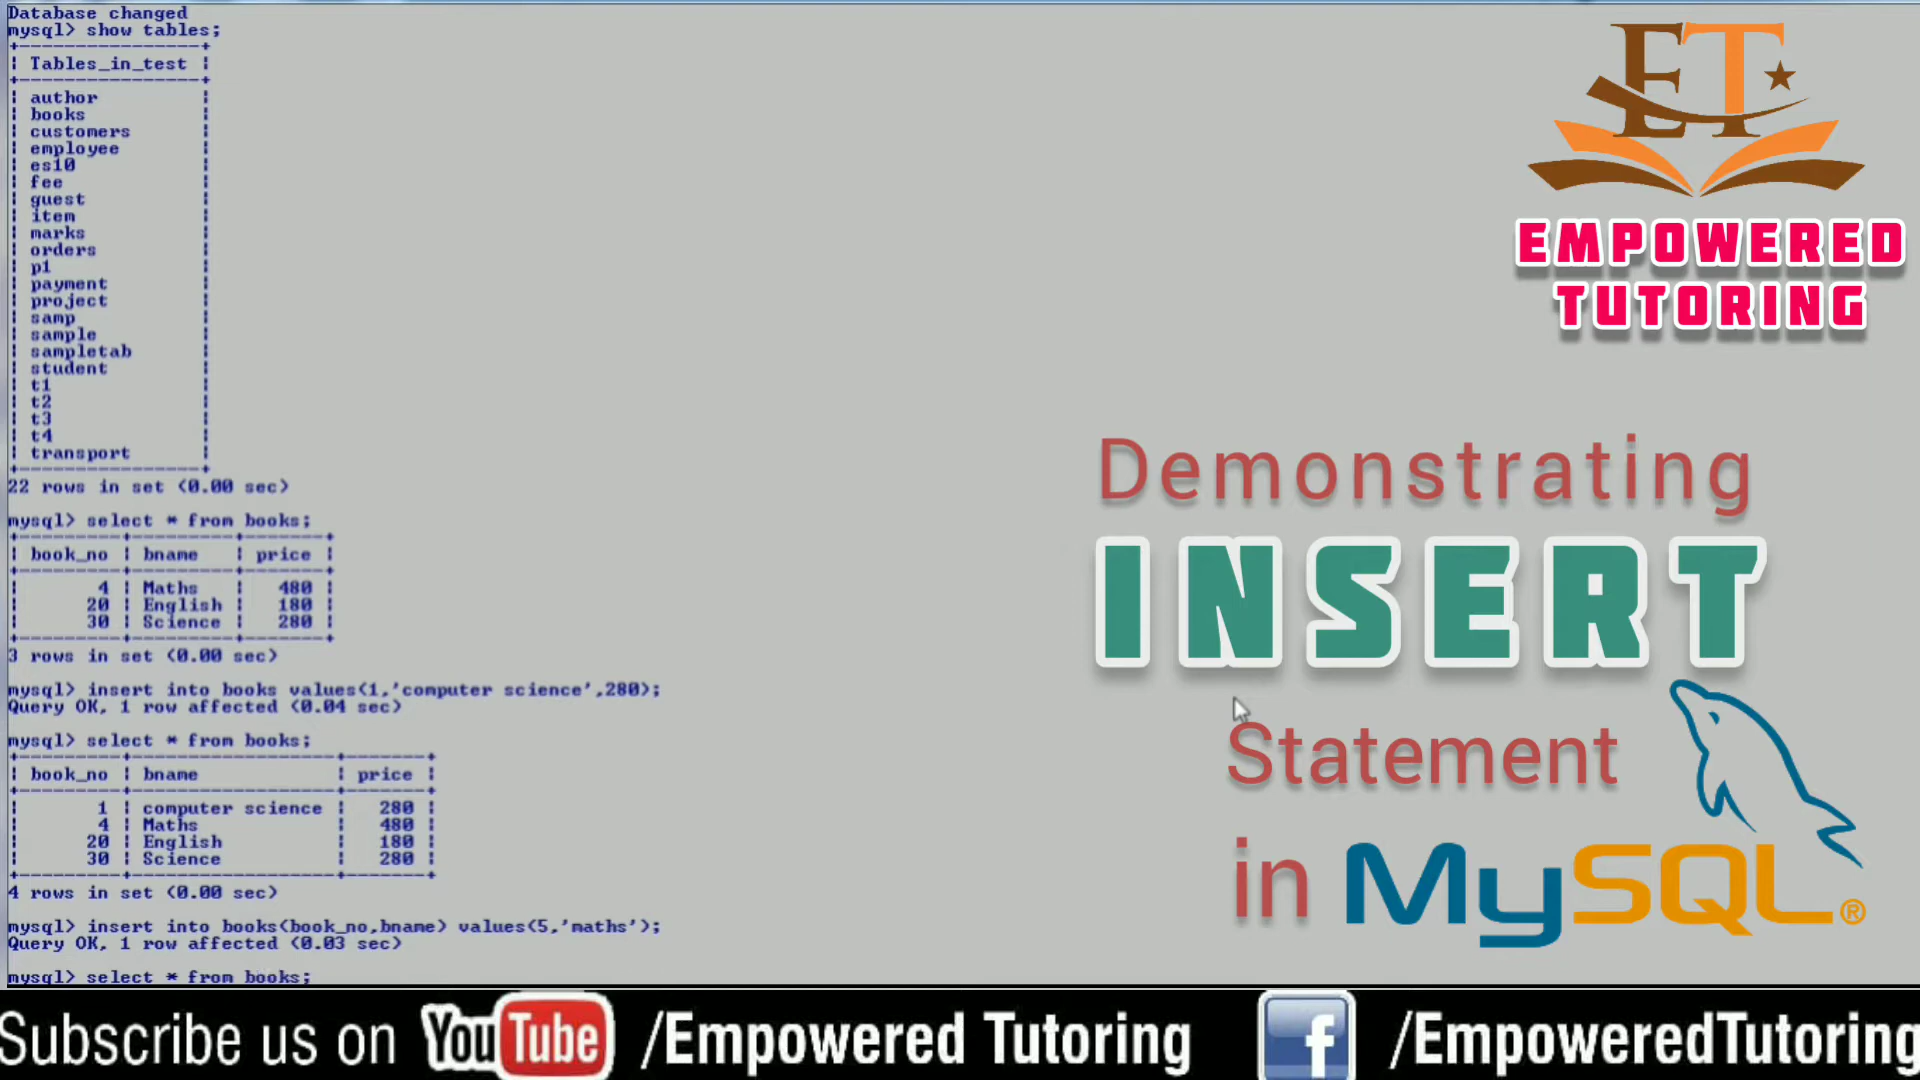 Database changed
mysql> show tables;
+----------------+
| Tables_in_test |
+----------------+
| author |
| books |
| customers |
| employee |
| es10 |
| fee |
| guest |
| item |
| marks |
| orders |
| p1 |
| payment |
| project |
| samp |
| sample |
| sampletab |
| student |
| t1 |
| t2 |
| t3 |
| t4 |
| transport |
+----------------+
22 rows in set (0.00 sec)
mysql> select * from books;
+---------+---------+-------+
| book_no | bname | price |
+---------+---------+-------+
| 4 | Maths | 480 |
| 20 | English | 180 |
| 30 | Science | 280 |
+---------+---------+-------+
3 rows in set (0.00 sec)
mysql> insert into books values(1,'computer science',280);
Query OK, 1 row affected (0.04 sec)
mysql> select * from books;
+---------+------------------+-------+
| book_no | bname | price |
+---------+------------------+-------+
| 1 | computer science | 280 |
| 4 | Maths | 480 |
| 20 | English | 180 |
| 30 | Science | 280 |
+---------+------------------+-------+
4 rows in set (0.00 sec)
mysql> insert into books(book_no,bname) values(5,'maths');
Query OK, 1 row affected (0.03 sec)
mysql> select * from books;
ET
EMPOWERED
TUTORING
Demonstrating
INSERT
Statement
in MySQL®
Subscribe us on YouTube /Empowered Tutoring f /EmpoweredTutoring